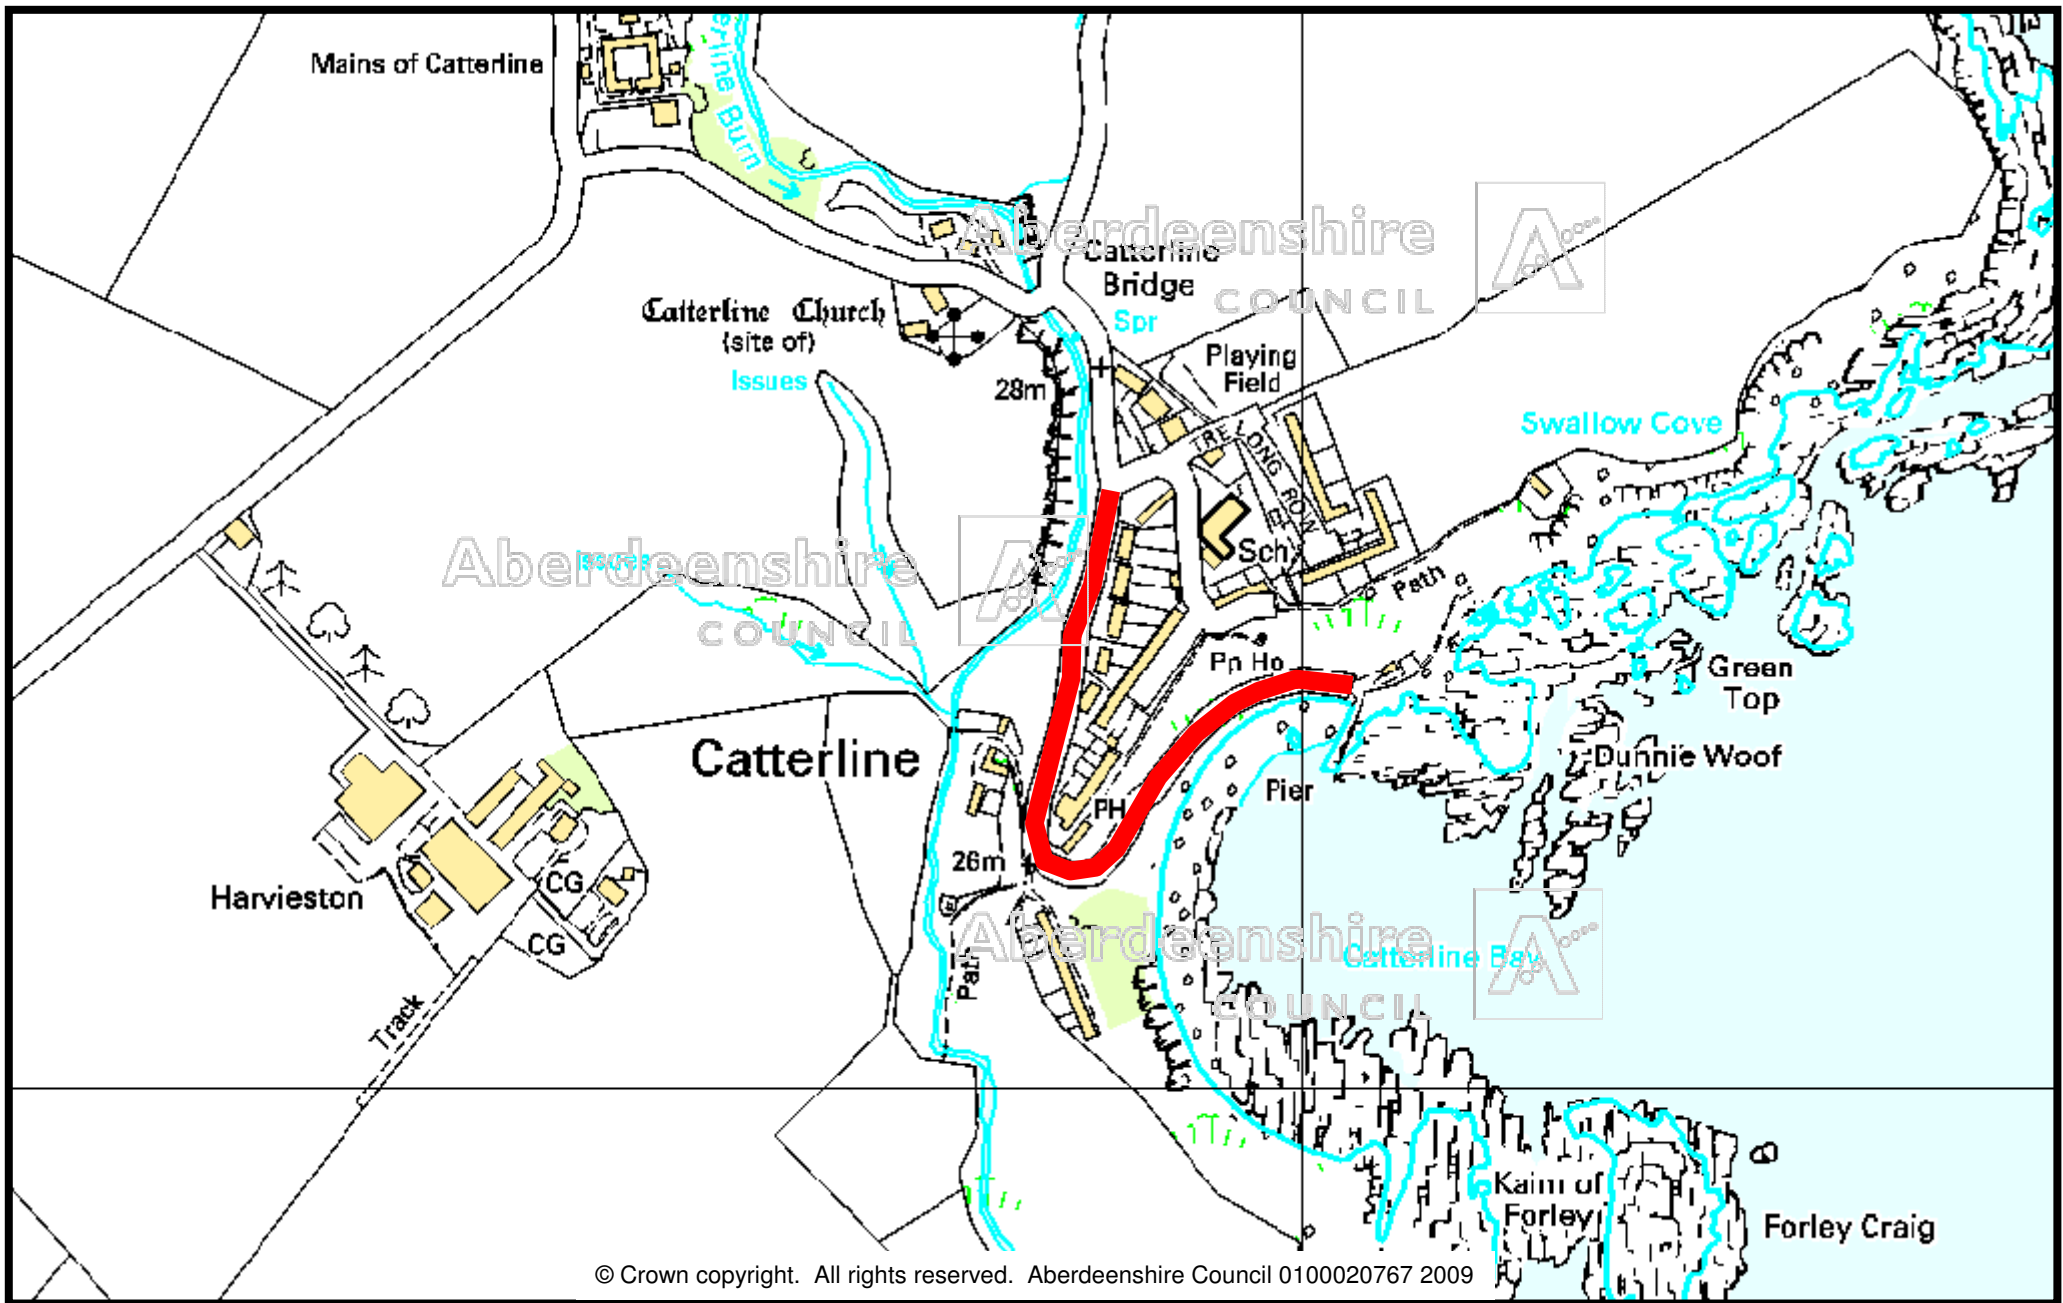 Mains of Catterline
erline Burn
Aberdeenshire
COUNCIL
Catterline
Bridge
Catterline Church
(site of)
Spr
Issues
28m
Playing
Field
Swallow Cove
TRELONG ROW
Aberdeenshire
COUNCIL
Issues
Sch
Path
Pp Ho
Green
Top
Catterline
Dunnie Woof
Pier
PH
26m
Harvieston
CG
CG
Aberdeenshire
COUNCIL
Catterline Bay
Path
Track
Kaim of
Forley
Forley Craig
© Crown copyright. All rights reserved. Aberdeenshire Council 0100020767 2009